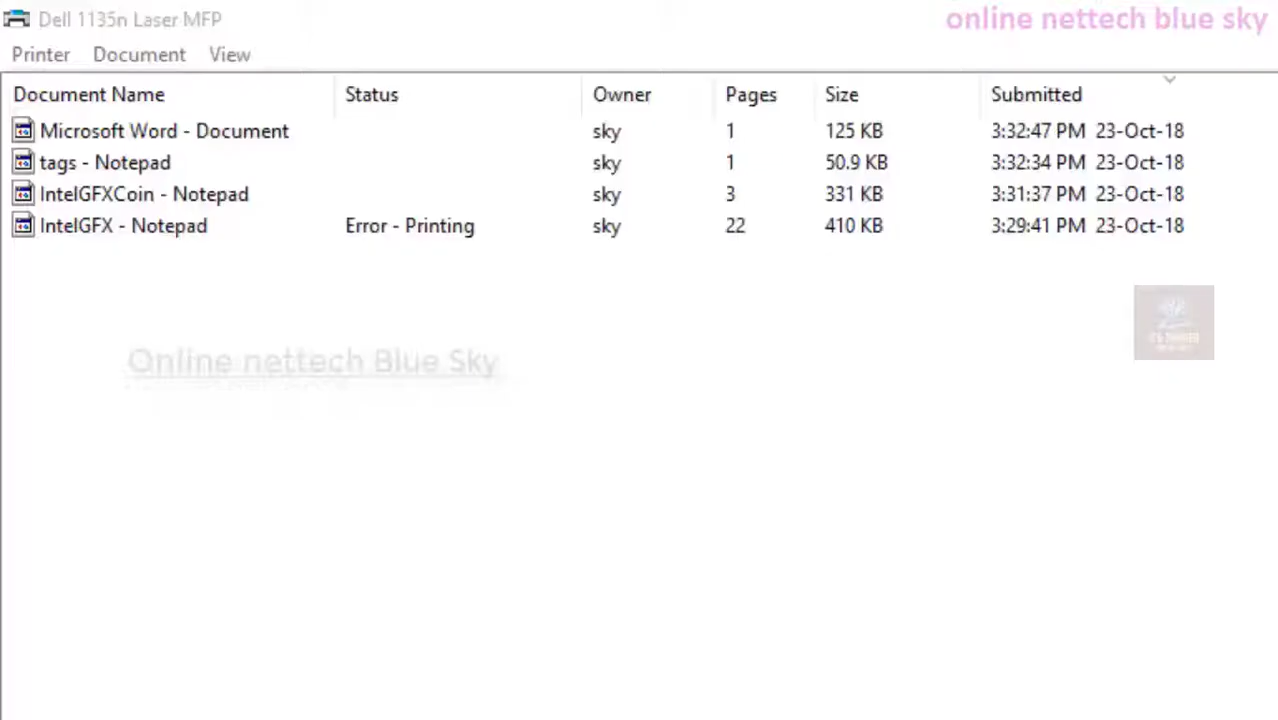 Dell 1135n Laser MFP
online nettech blue sky
Printer Document View
Document Name Status Owner Pages Size Submitted
Microsoft Word - Document sky 1 125 KB 3:32:47 PM 23-Oct-18
tags - Notepad sky 1 50.9 KB 3:32:34 PM 23-Oct-18
IntelGFXCoin - Notepad sky 3 331 KB 3:31:37 PM 23-Oct-18
IntelGFX - Notepad Error - Printing sky 22 410 KB 3:29:41 PM 23-Oct-18
Online nettech Blue Sky